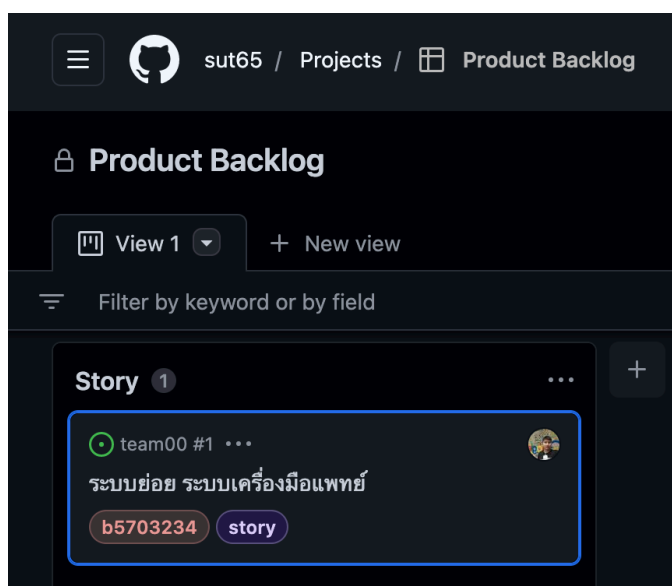 sut65 / Projects / Product Backlog
Product Backlog
View 1
+ New view
Filter by keyword or by field
Story 1
team00 #1
ระบบย่อย ระบบเครื่องมือแพทย์
b5703234 story